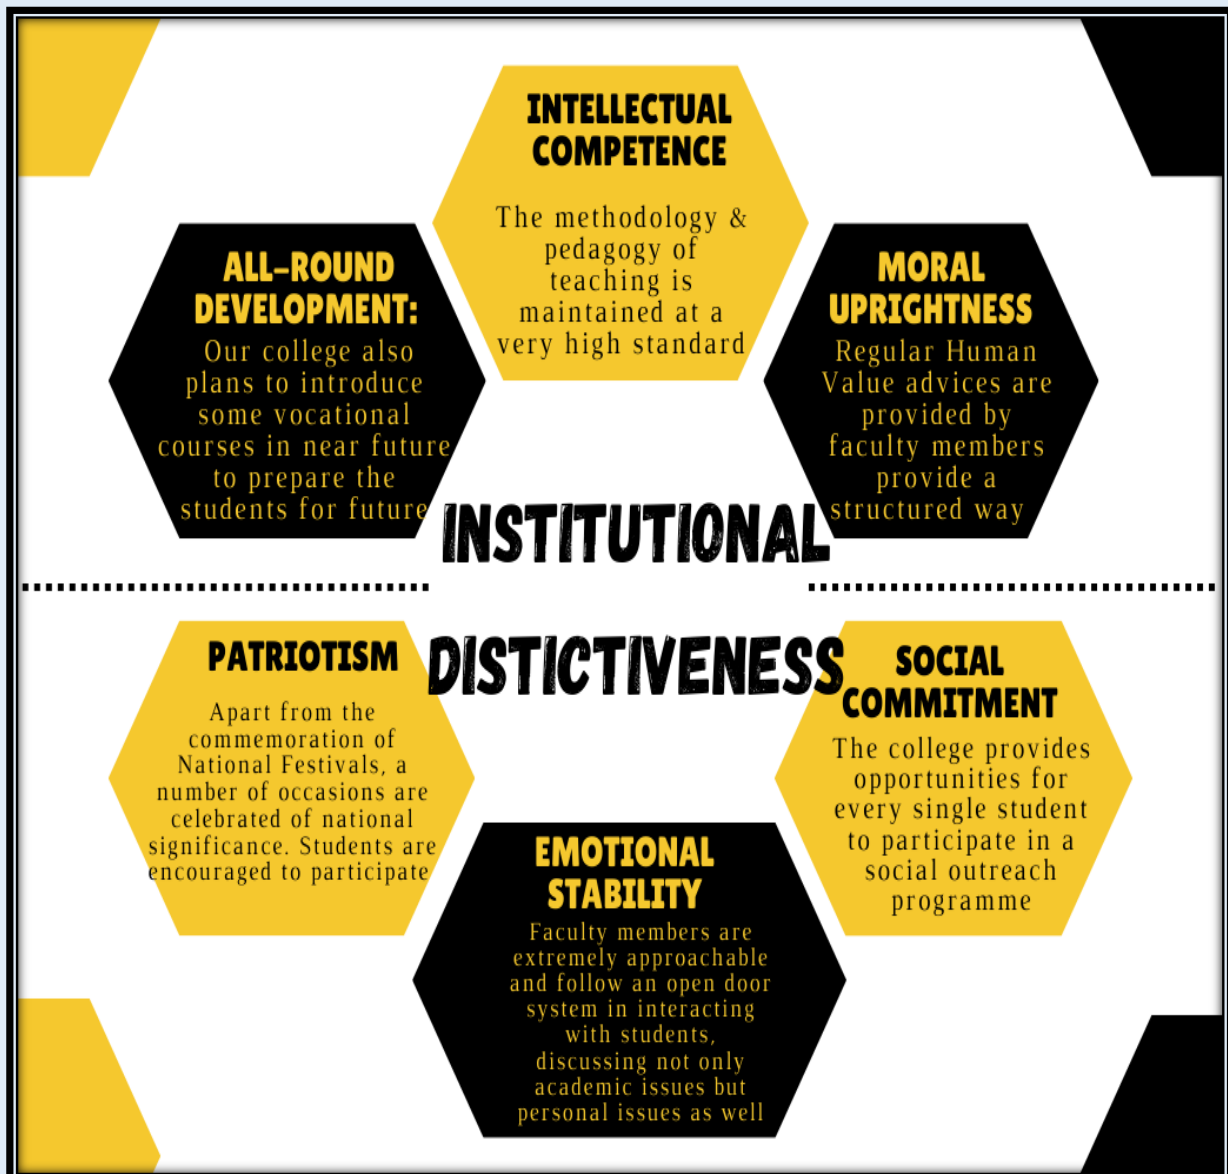 INTELLECTUAL
COMPETENCE
The methodology &
pedagogy of
teaching is
maintained at a
very high standard
ALL-ROUND
DEVELOPMENT:
Our college also
plans to introduce
some vocational
courses in near future
to prepare the
students for future
MORAL
UPRIGHTNESS
Regular Human
Value advices are
provided by
faculty members
provide a
structured way
INSTITUTIONAL
DISTICTIVENESS
PATRIOTISM
Apart from the
commemoration of
National Festivals, a
number of occasions are
celebrated of national
significance. Students are
encouraged to participate
SOCIAL
COMMITMENT
The college provides
opportunities for
every single student
to participate in a
social outreach
programme
EMOTIONAL
STABILITY
Faculty members are
extremely approachable
and follow an open door
system in interacting
with students,
discussing not only
academic issues but
personal issues as well